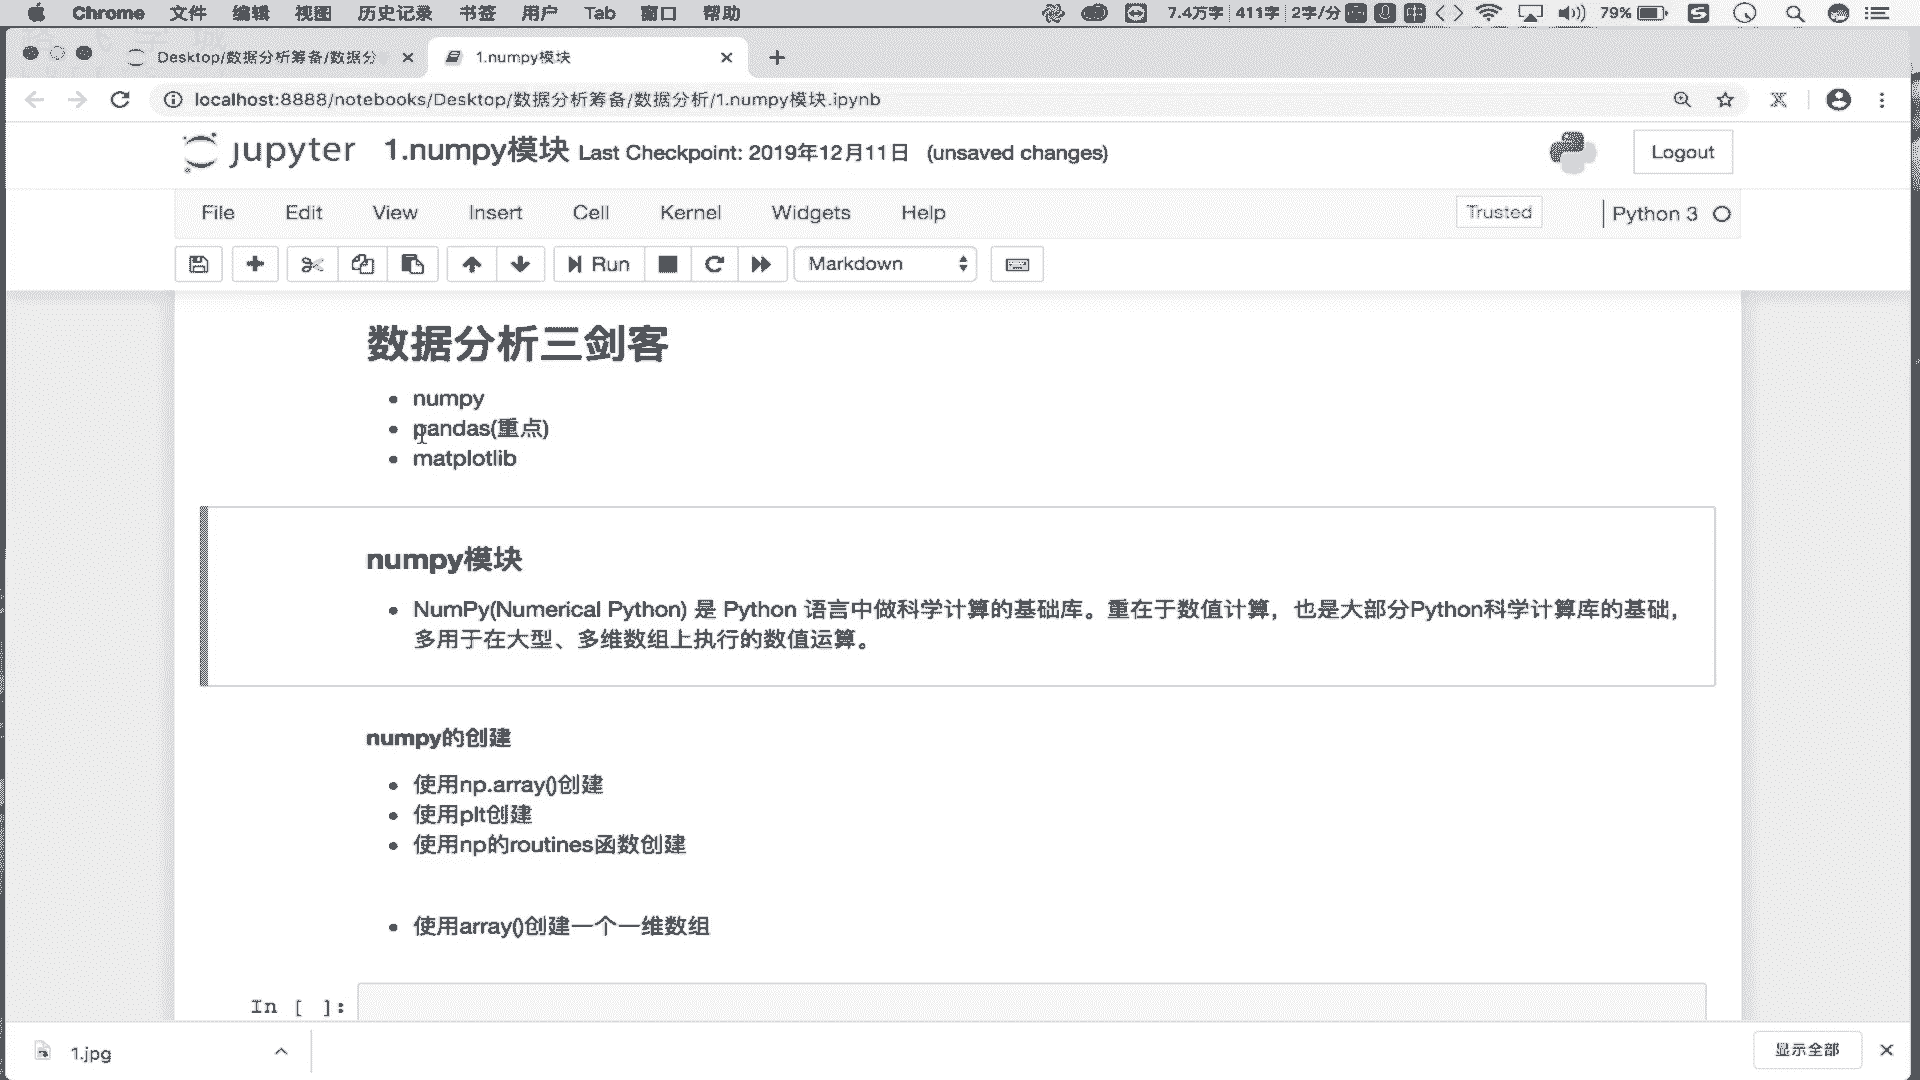 Chrome 文件 编辑 视图 历史记录 书签 用户 Tab 窗口 帮助 7.4万字 411字 2字/分 79%
Desktop/数据分析筹备/数据分 1.numpy模块
localhost:8888/notebooks/Desktop/数据分析筹备/数据分析/1.numpy模块.ipynb
jupyter 1.numpy模块 Last Checkpoint: 2019年12月11日 (unsaved changes) Logout
File Edit View Insert Cell Kernel Widgets Help Trusted Python 3
Run Markdown
数据分析三剑客
numpy
pandas(重点)
matplotlib
numpy模块
NumPy(Numerical Python) 是 Python 语言中做科学计算的基础库。重在于数值计算，也是大部分Python科学计算库的基础，
多用于在大型、多维数组上执行的数值运算。
numpy的创建
使用np.array()创建
使用plt创建
使用np的routines函数创建
使用array()创建一个一维数组
In [ ]:
1.jpg 显示全部